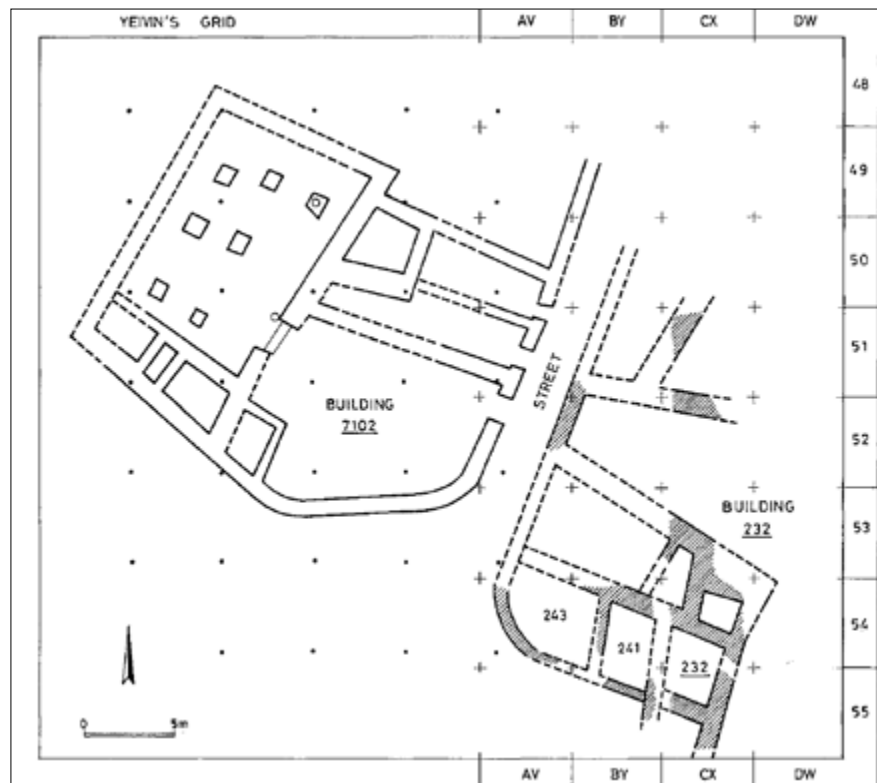 YEIVIN'S GRID
AV BY CX DW
48
49
50
51
52
53
54
55
STREET
BUILDING
7102
BUILDING
232
243
241
232
0 5m
AV BY CX DW